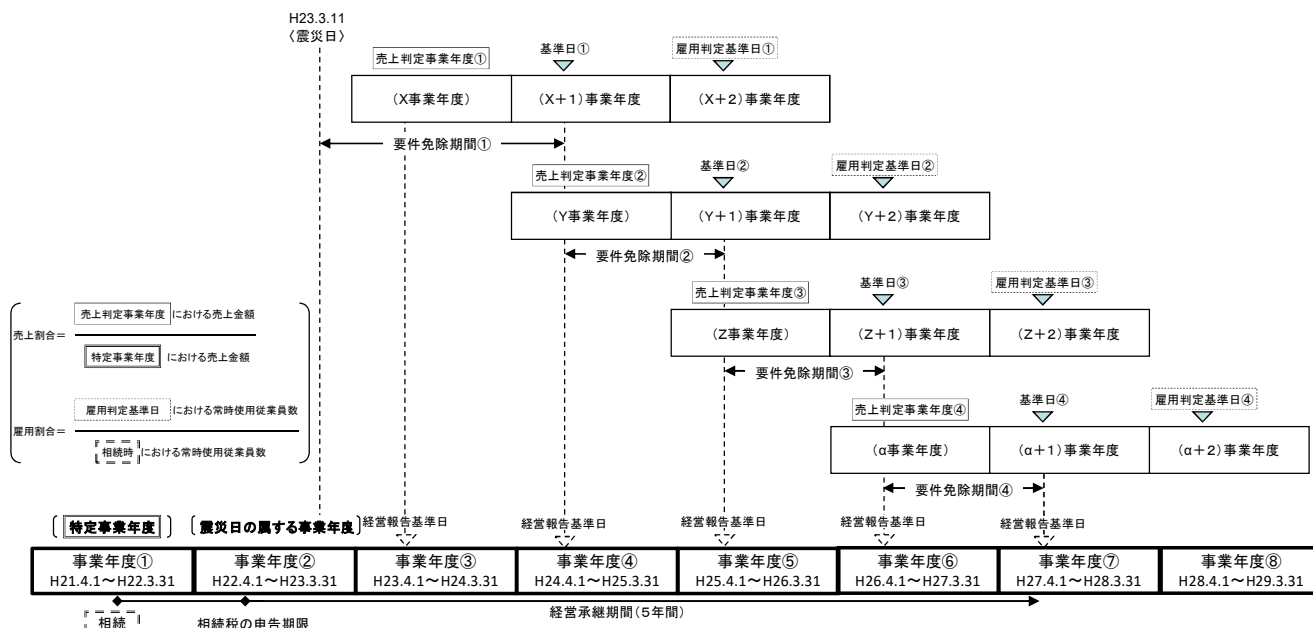 H23.3.11
〈震災日〉
売上判定事業年度①
基準日①
雇用判定基準日①
(X事業年度)
(X+1)事業年度
(X+2)事業年度
要件免除期間①
売上判定事業年度②
基準日②
雇用判定基準日②
(Y事業年度)
(Y+1)事業年度
(Y+2)事業年度
要件免除期間②
売上判定事業年度③
基準日③
雇用判定基準日③
(Z事業年度)
(Z+1)事業年度
(Z+2)事業年度
要件免除期間③
売上判定事業年度④
基準日④
雇用判定基準日④
(α事業年度)
(α+1)事業年度
(α+2)事業年度
要件免除期間④
売上割合=
売上判定事業年度 における売上金額
特定事業年度 における売上金額
雇用割合=
雇用判定基準日 における常時使用従業員数
相続時 における常時使用従業員数
特定事業年度
震災日の属する事業年度
経営報告基準日
経営報告基準日
経営報告基準日
経営報告基準日
経営報告基準日
事業年度①
H21.4.1~H22.3.31
事業年度②
H22.4.1~H23.3.31
事業年度③
H23.4.1~H24.3.31
事業年度④
H24.4.1~H25.3.31
事業年度⑤
H25.4.1~H26.3.31
事業年度⑥
H26.4.1~H27.3.31
事業年度⑦
H27.4.1~H28.3.31
事業年度⑧
H28.4.1~H29.3.31
経営承継期間(5年間)
相続
相続税の申告期限